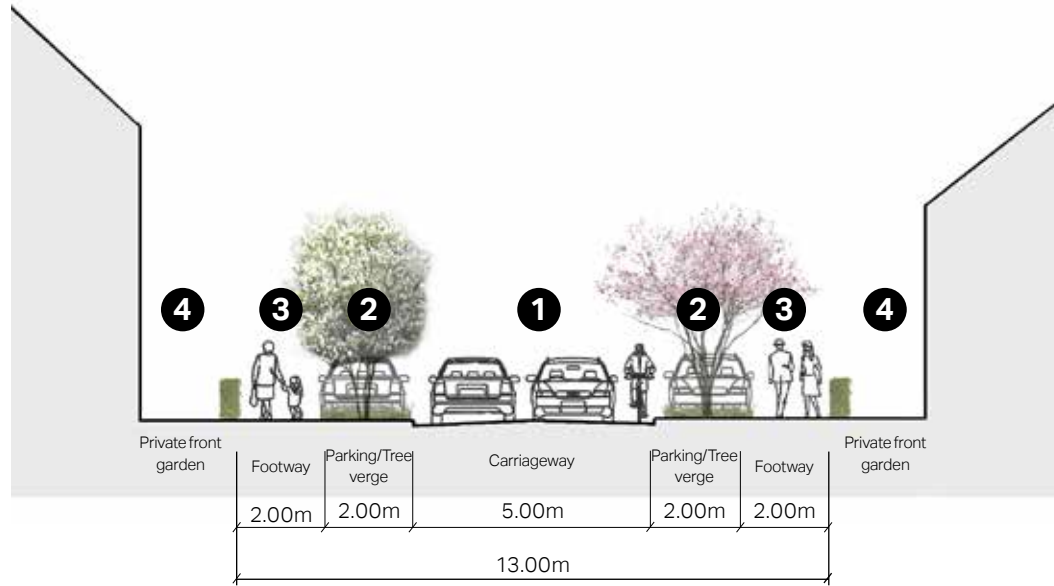 4
3
2
1
2
3
4
Private front
garden
Footway
Parking/Tree
verge
Carriageway
Parking/Tree
verge
Footway
Private front
garden
2.00m
2.00m
5.00m
2.00m
2.00m
13.00m